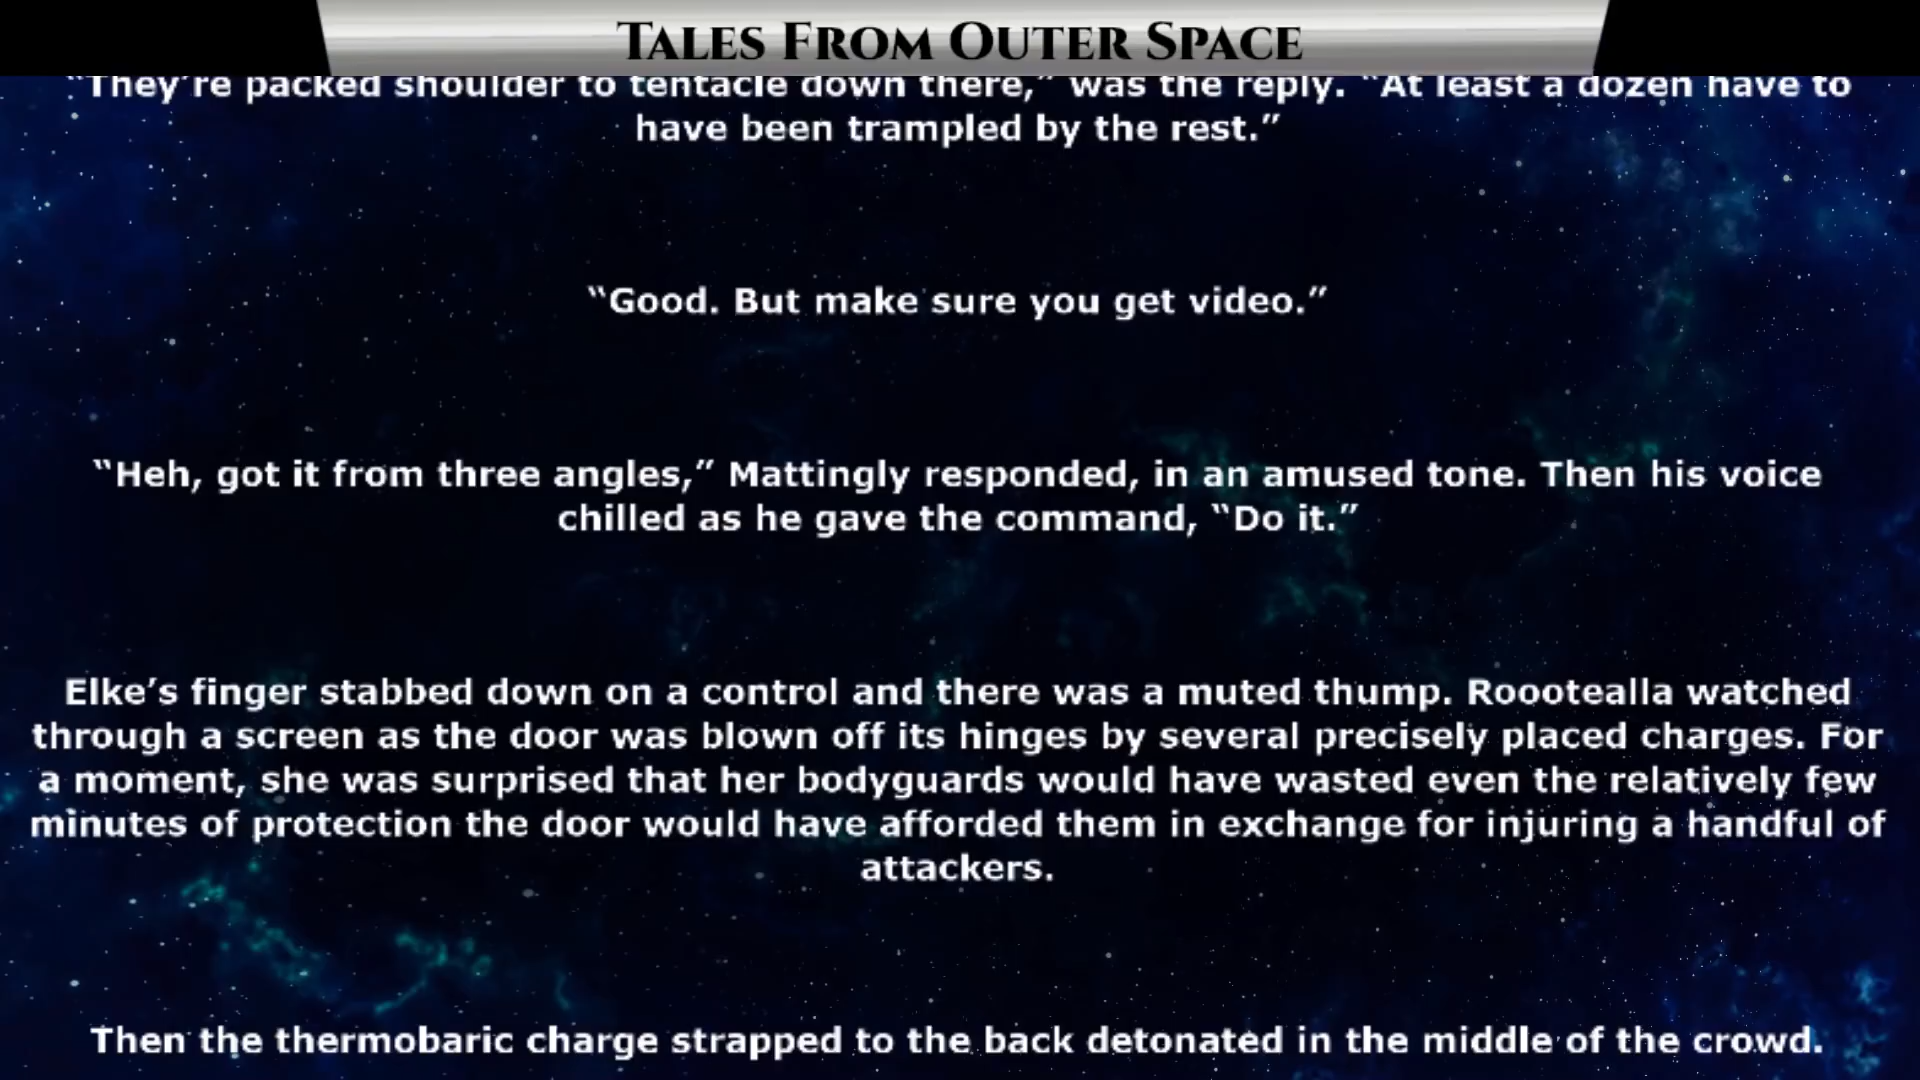 Tales From Outer Space
“They’re packed shoulder to tentacle down there,” was the reply. “At least a dozen have to
have been trampled by the rest.”
“Good. But make sure you get video.”
“Heh, got it from three angles,” Mattingly responded, in an amused tone. Then his voice
chilled as he gave the command, “Do it.”
Elke’s finger stabbed down on a control and there was a muted thump. Roootealla watched
through a screen as the door was blown off its hinges by several precisely placed charges. For
a moment, she was surprised that her bodyguards would have wasted even the relatively few
minutes of protection the door would have afforded them in exchange for injuring a handful of
attackers.
Then the thermobaric charge strapped to the back detonated in the middle of the crowd.